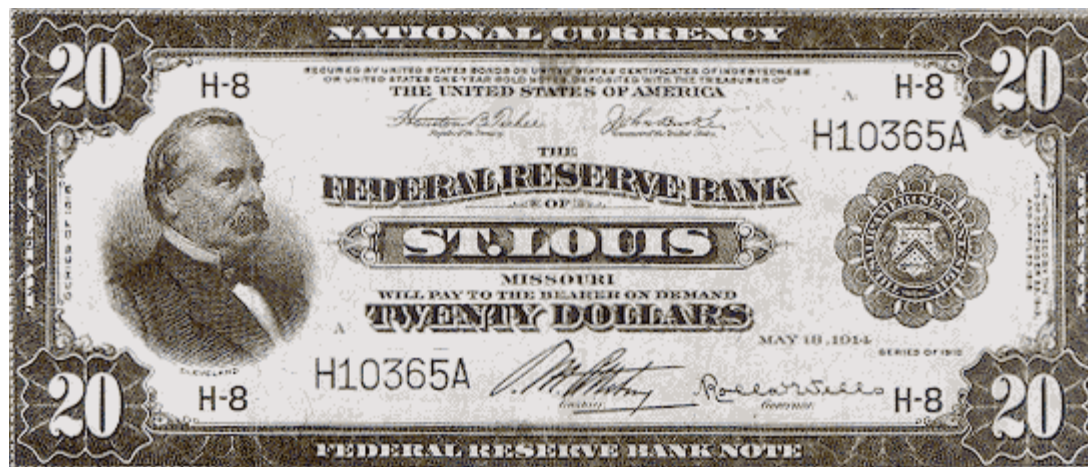 NATIONAL CURRENCY
20 20
SECURED BY UNITED STATES BONDS OR UNITED STATES CERTIFICATES OF INDEBTEDNESS
OR UNITED STATES ONE-YEAR GOLD NOTES, DEPOSITED WITH THE TREASURER OF
THE UNITED STATES OF AMERICA
H-8 H-8
A
H10365A
THE
FEDERAL RESERVE BANK
OF
ST. LOUIS
MISSOURI
WILL PAY TO THE BEARER ON DEMAND
TWENTY DOLLARS
A
MAY 18, 1914
CLEVELAND
H10365A
Governor
H-8 H-8
20 20
FEDERAL RESERVE BANK NOTE